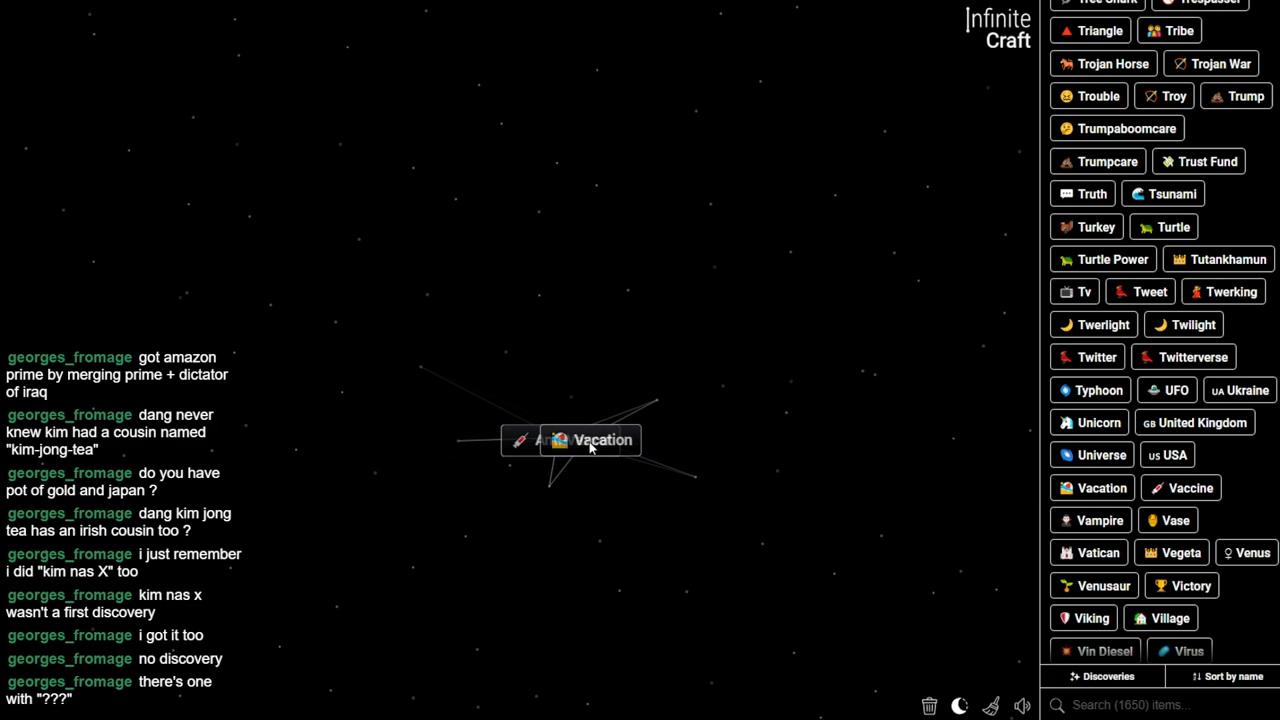 Infinite
Craft
georges_fromage got amazon
prime by merging prime + dictator
of iraq
georges_fromage dang never
knew kim had a cousin named
"kim-jong-tea"
georges_fromage do you have
pot of gold and japan ?
georges_fromage dang kim jong
tea has an irish cousin too ?
georges_fromage i just remember
i did "kim nas X" too
georges_fromage kim nas x
wasn't a first discovery
georges_fromage i got it too
georges_fromage no discovery
georges_fromage there's one
with "???"
Vacation
Triangle Tribe
Trojan Horse Trojan War
Trouble Troy Trump
Trumpaboomcare
Trumpcare Trust Fund
Truth Tsunami
Turkey Turtle
Turtle Power Tutankhamun
Tv Tweet Twerking
Twerlight Twilight
Twitter Twitterverse
Typhoon UFO UA Ukraine
Unicorn GB United Kingdom
Universe US USA
Vacation Vaccine
Vampire Vase
Vatican Vegeta Venus
Venusaur Victory
Viking Village
Vin Diesel Virus
Discoveries Sort by name
Search (1650) items...